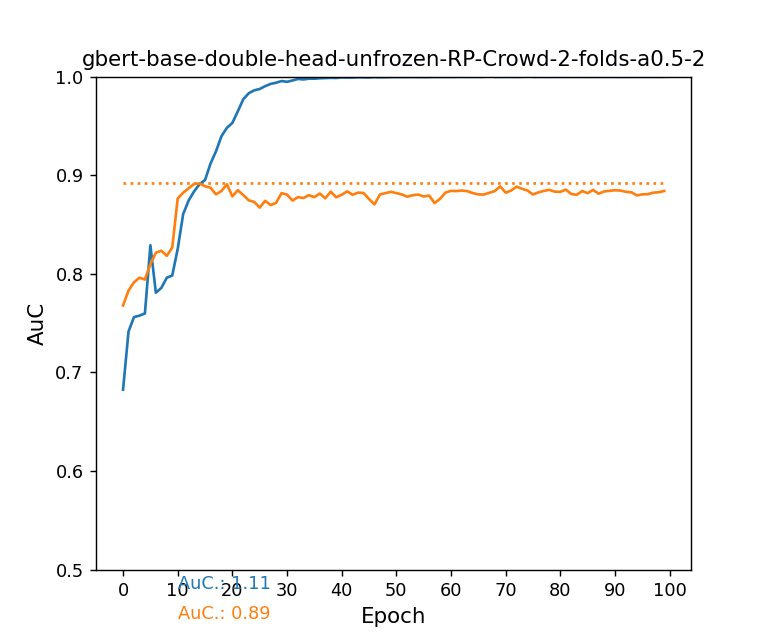 gbert-base-double-head-unfrozen-RP-Crowd-2-folds-a0.5-2
1.0
0.9
0.8
0.7
0.6
0.5
AuC
0 10 20 30 40 50 60 70 80 90 100
AuC.: 1.11
AuC.: 0.89
Epoch